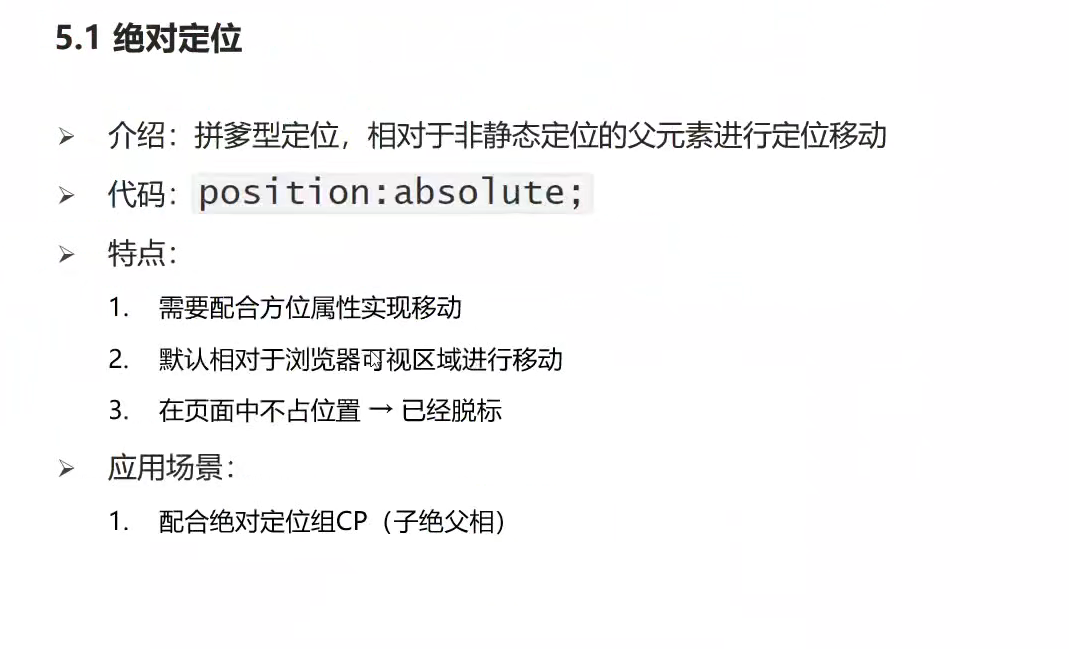 5.1 绝对定位
➢ 介绍：拼爹型定位，相对于非静态定位的父元素进行定位移动
➢ 代码：position:absolute;
➢ 特点：
1. 需要配合方位属性实现移动
2. 默认相对于浏览器可视区域进行移动
3. 在页面中不占位置 → 已经脱标
➢ 应用场景：
1. 配合绝对定位组CP（子绝父相）